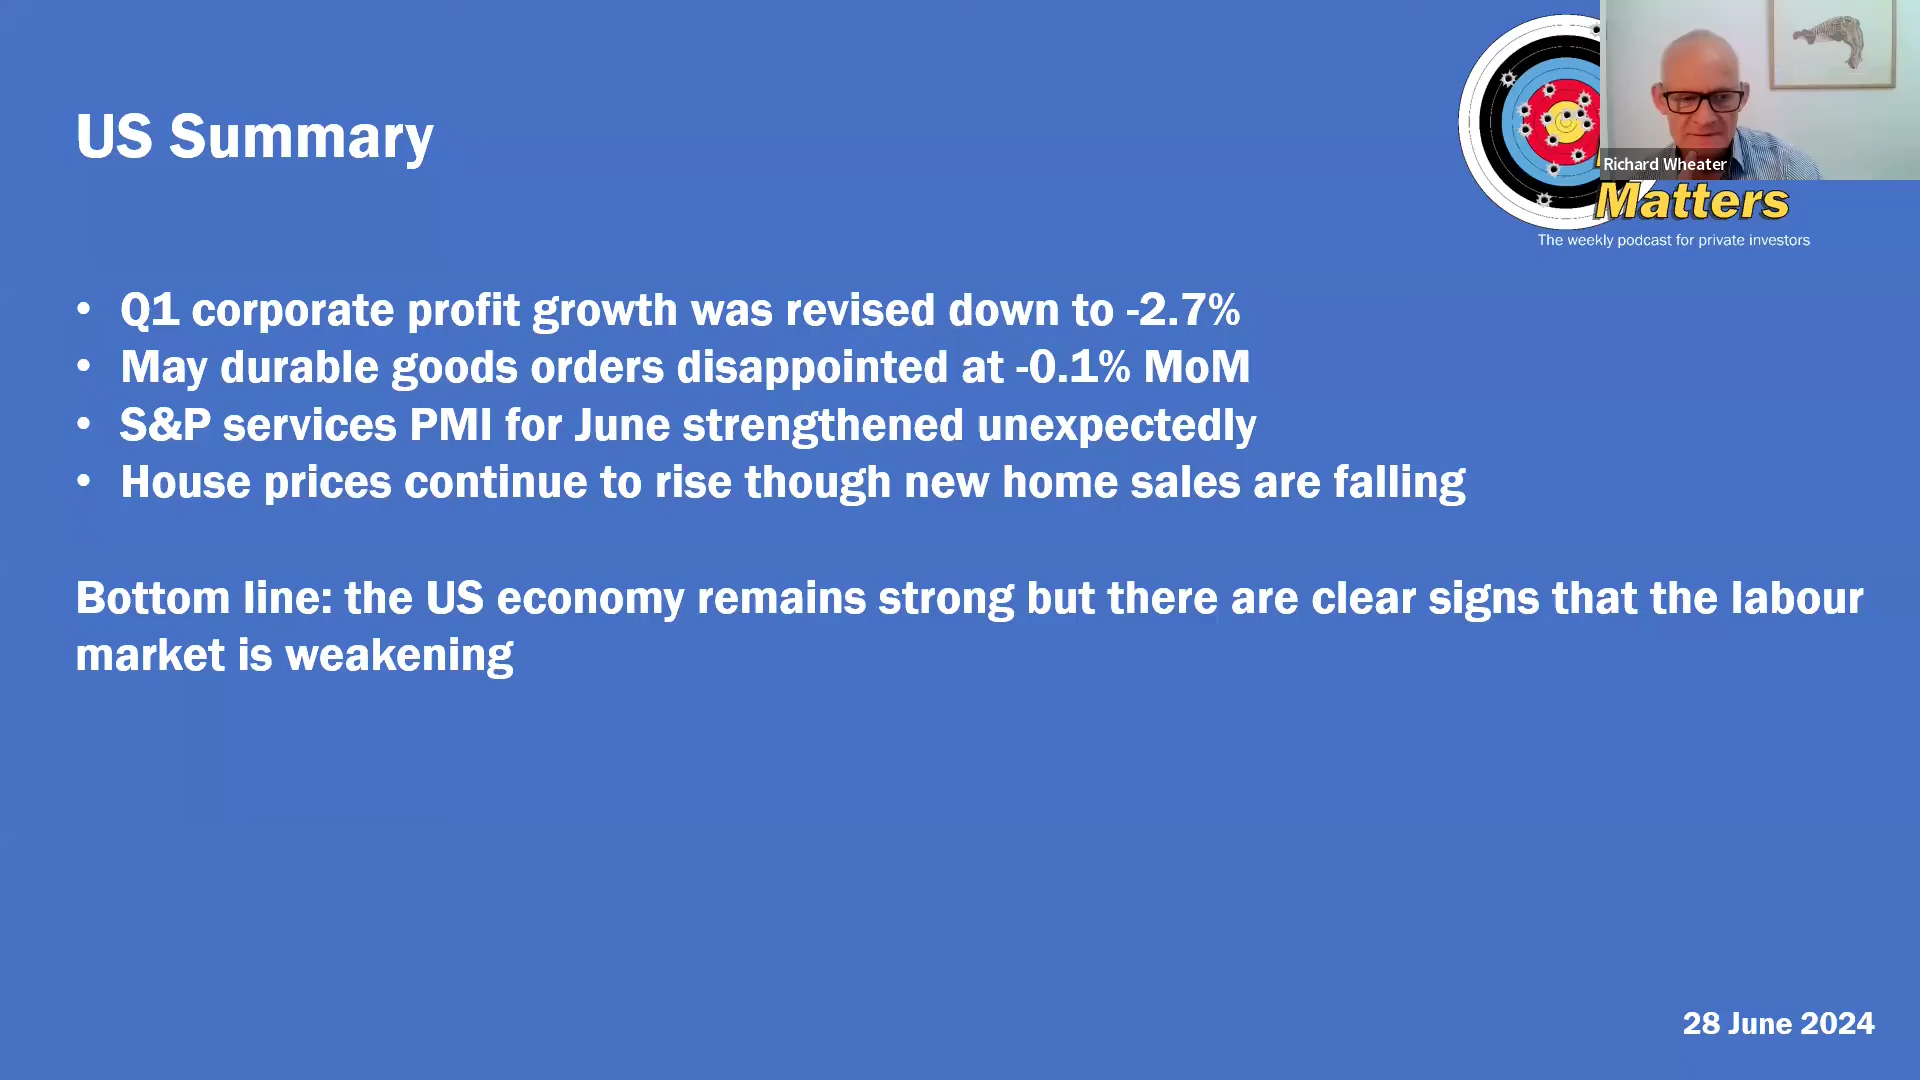 US Summary
Richard Wheater
Matters
The weekly podcast for private investors
• Q1 corporate profit growth was revised down to -2.7%
• May durable goods orders disappointed at -0.1% MoM
• S&P services PMI for June strengthened unexpectedly
• House prices continue to rise though new home sales are falling
Bottom line: the US economy remains strong but there are clear signs that the labour
market is weakening
28 June 2024